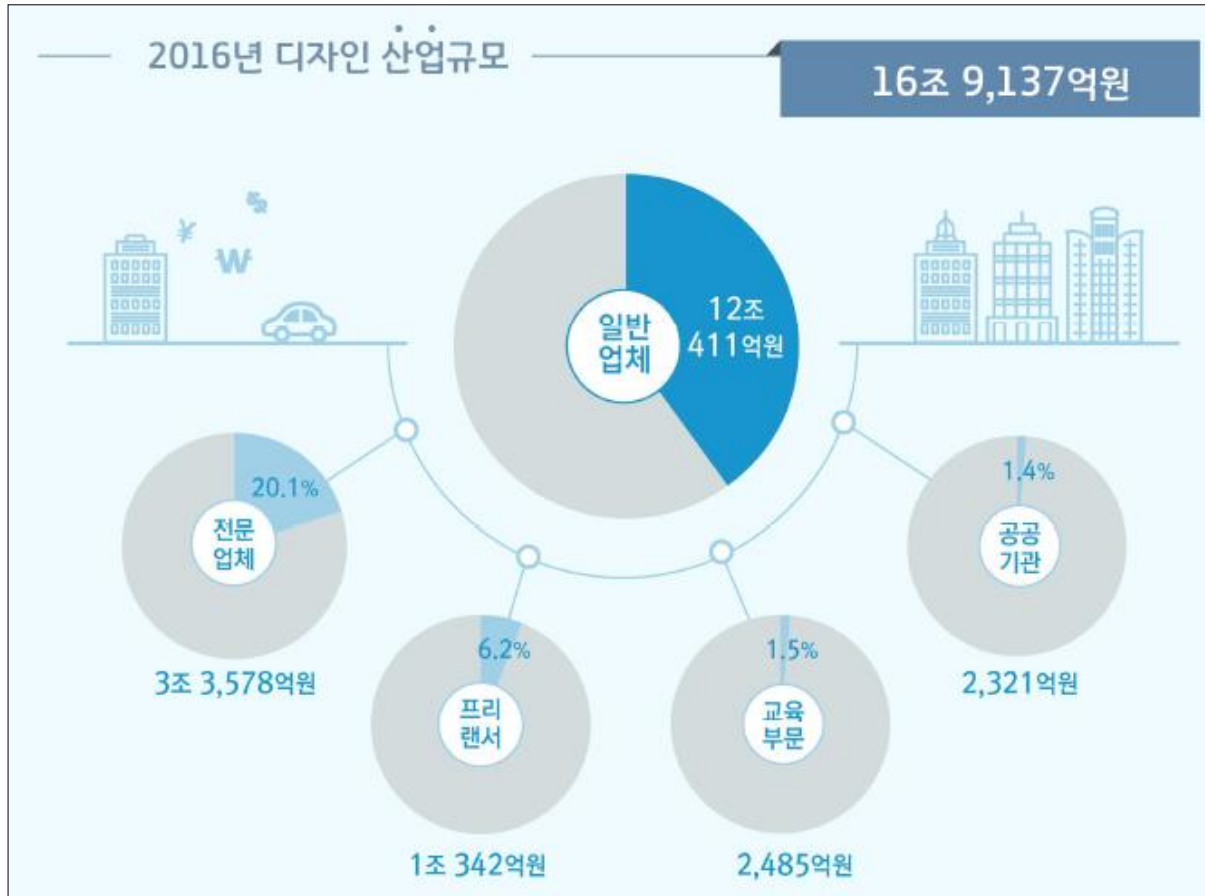 2016년 디자인 산업규모
16조 9,137억원
₩
¥
일반
업체
12조
411억원
20.1%
전문
업체
3조 3,578억원
6.2%
프리
랜서
1조 342억원
1.5%
교육
부문
2,485억원
1.4%
공공
기관
2,321억원